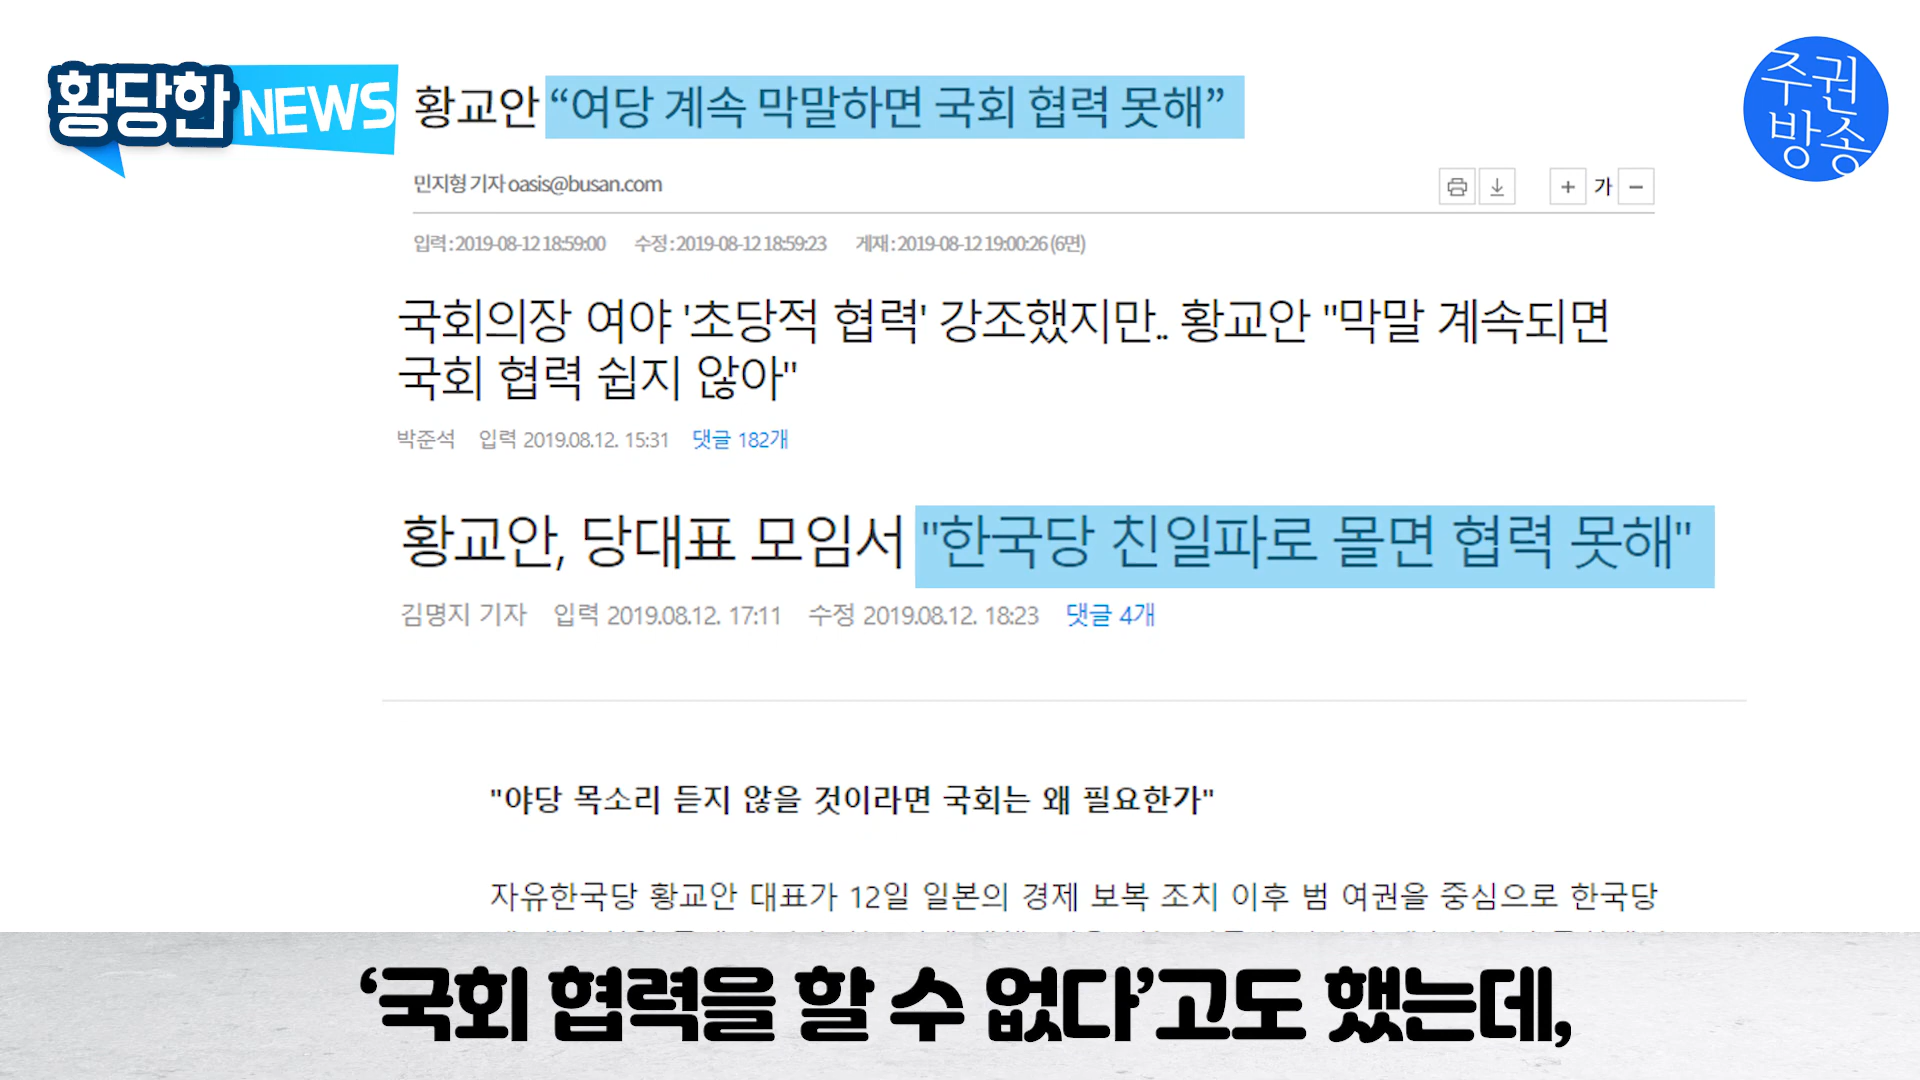 황당한 NEWS
황교안 “여당 계속 막말하면 국회 협력 못해”
주권
방송
민지형 기자 oasis@busan.com
가
입력 : 2019-08-12 18:59:00 수정 : 2019-08-12 18:59:23 게재 : 2019-08-12 19:00:26 (6면)
국회의장 여야 '초당적 협력' 강조했지만.. 황교안 "막말 계속되면
국회 협력 쉽지 않아"
박준석 입력 2019.08.12. 15:31 댓글 182개
황교안, 당대표 모임서 "한국당 친일파로 몰면 협력 못해"
김명지 기자 입력 2019.08.12. 17:11 수정 2019.08.12. 18:23 댓글 4개
"야당 목소리 듣지 않을 것이라면 국회는 왜 필요한가"
자유한국당 황교안 대표가 12일 일본의 경제 보복 조치 이후 범 여권을 중심으로 한국당
‘국회 협력을 할 수 없다’고도 했는데,